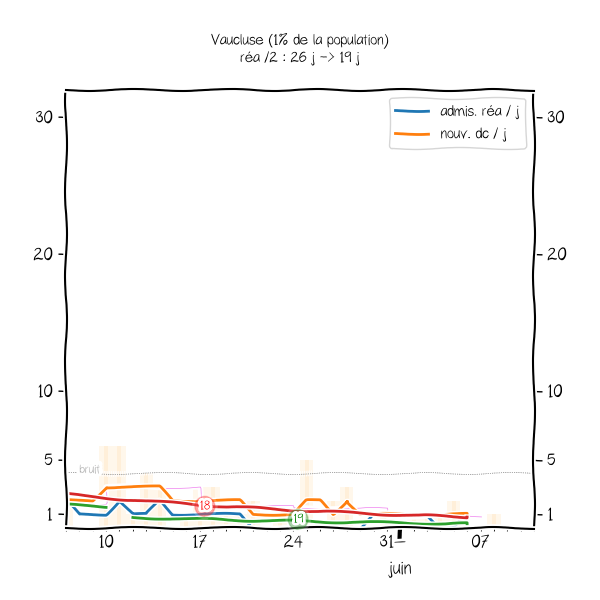 Vaucluse (1% de la population)
réa /2 : 26 j -> 19 j
admis. réa / j
nouv. dc / j
30
30
20
20
10
10
5
5
bruit
1
1
18
19
10
17
24
31
07
juin